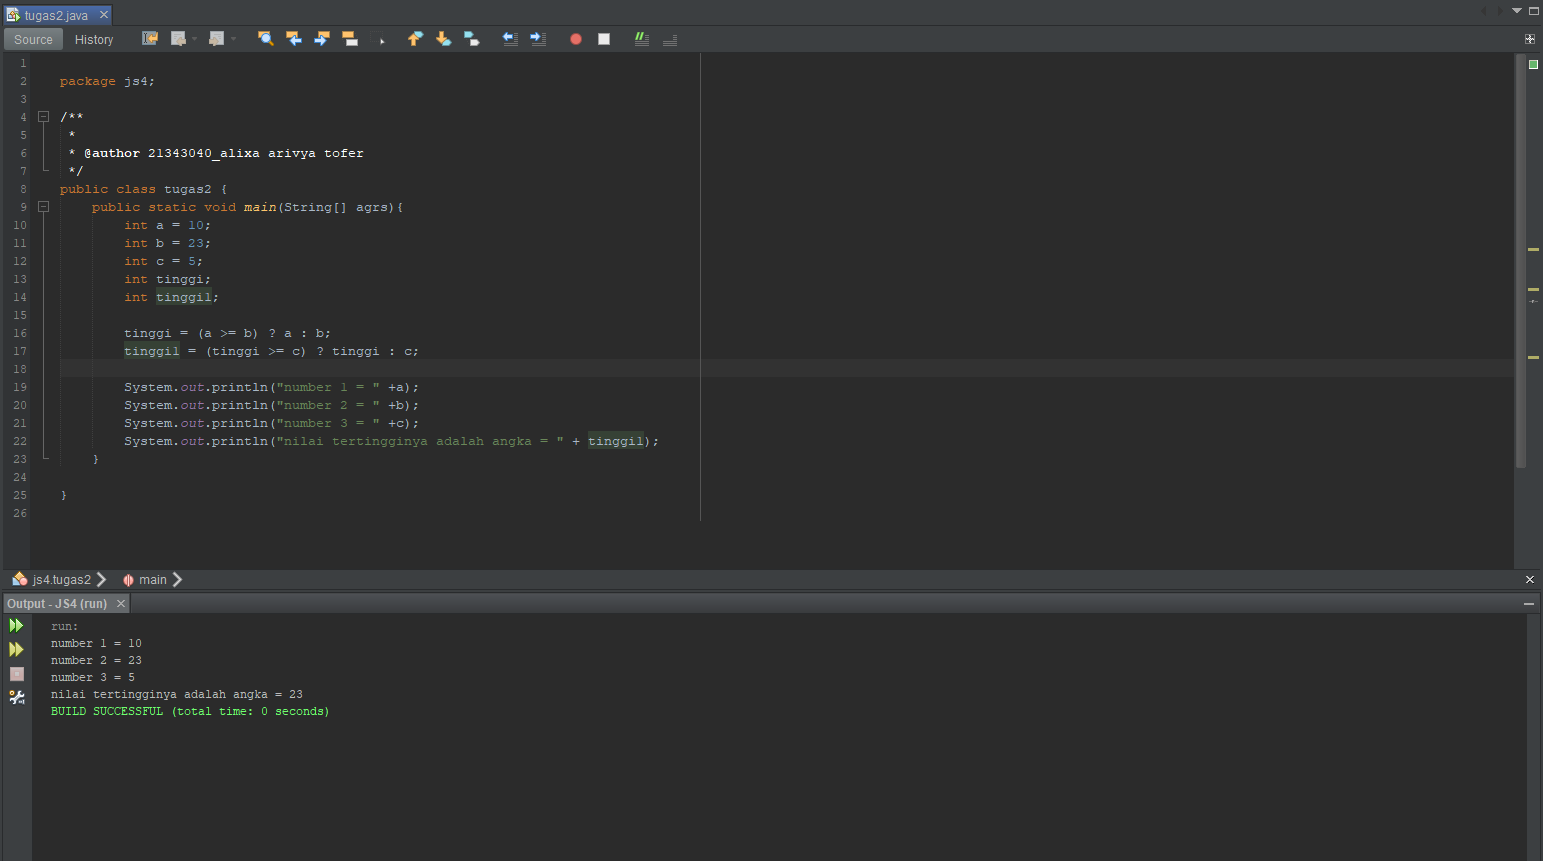 tugas2.java
Source History
1
2 package js4;
3
4 /**
5 *
6 * @author 21343040_alixa arivya tofer
7 */
8 public class tugas2 {
9 public static void main(String[] agrs){
10 int a = 10;
11 int b = 23;
12 int c = 5;
13 int tinggi;
14 int tinggil;
15
16 tinggi = (a >= b) ? a : b;
17 tinggil = (tinggi >= c) ? tinggi : c;
18
19 System.out.println("number 1 = " +a);
20 System.out.println("number 2 = " +b);
21 System.out.println("number 3 = " +c);
22 System.out.println("nilai tertingginya adalah angka = " + tinggil);
23 }
24
25 }
26
js4.tugas2 main
Output - JS4 (run)
run:
number 1 = 10
number 2 = 23
number 3 = 5
nilai tertingginya adalah angka = 23
BUILD SUCCESSFUL (total time: 0 seconds)